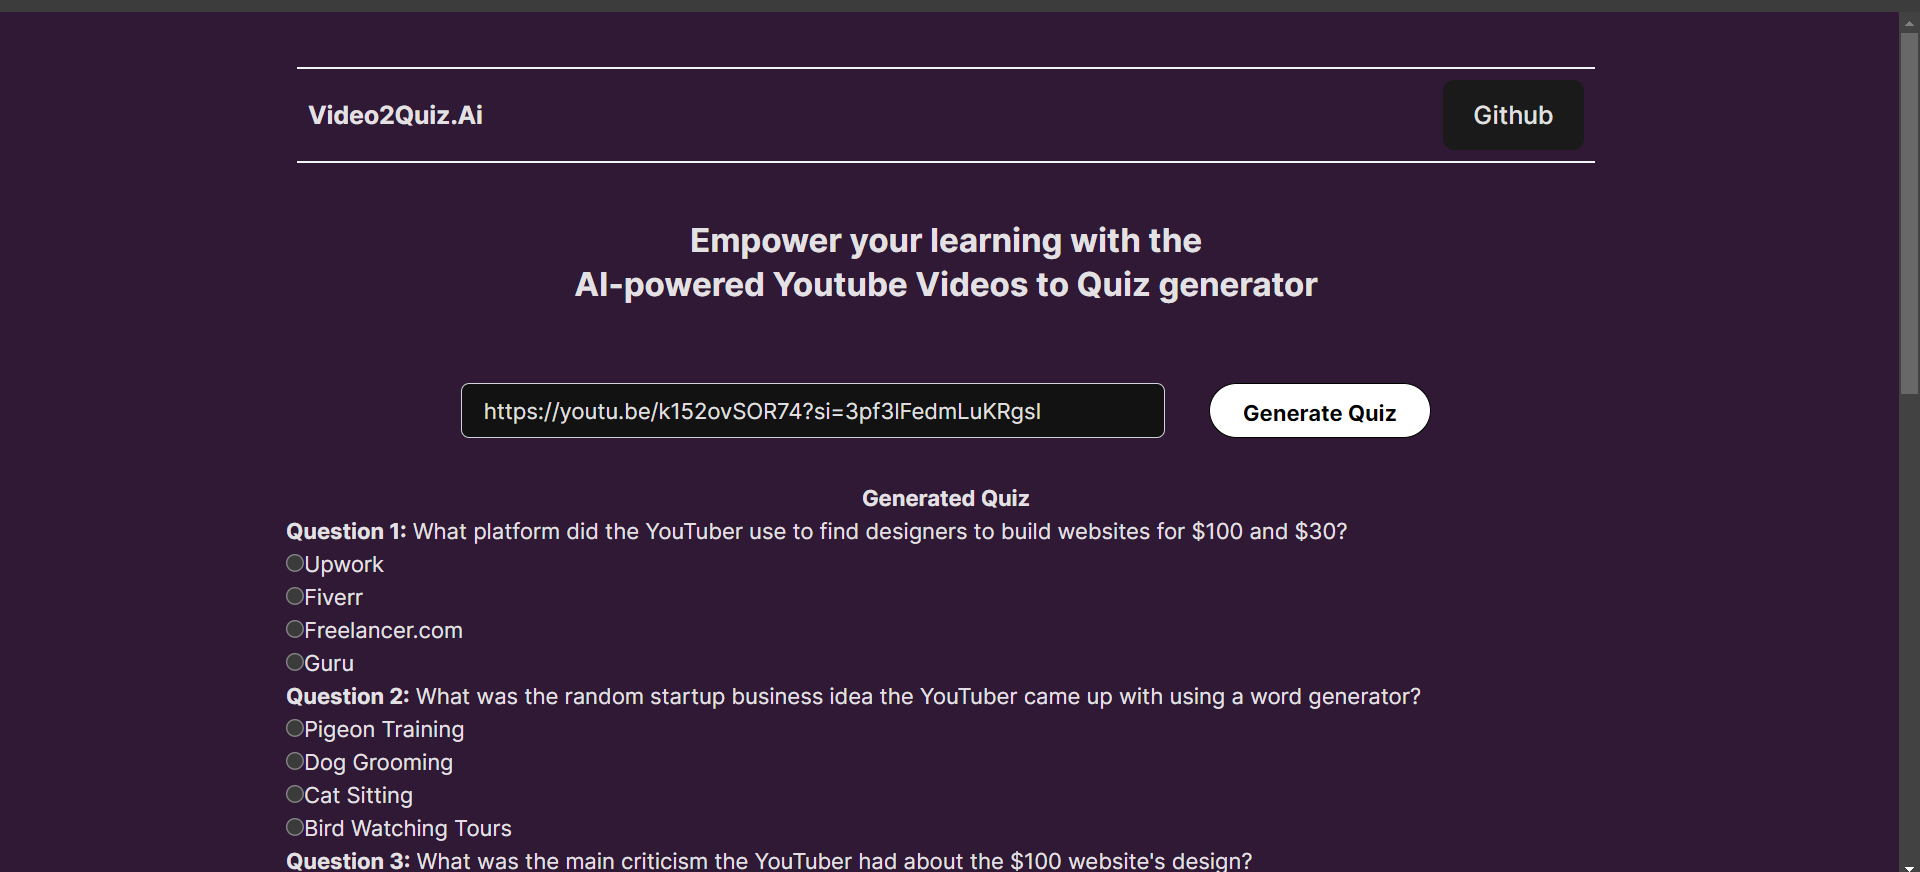 Video2Quiz.Ai
Github
Empower your learning with the
AI-powered Youtube Videos to Quiz generator
https://youtu.be/k152ovSOR74?si=3pf3lFedmLuKRgsI
Generate Quiz
Generated Quiz
Question 1: What platform did the YouTuber use to find designers to build websites for $100 and $30?
Upwork
Fiverr
Freelancer.com
Guru
Question 2: What was the random startup business idea the YouTuber came up with using a word generator?
Pigeon Training
Dog Grooming
Cat Sitting
Bird Watching Tours
Question 3: What was the main criticism the YouTuber had about the $100 website's design?